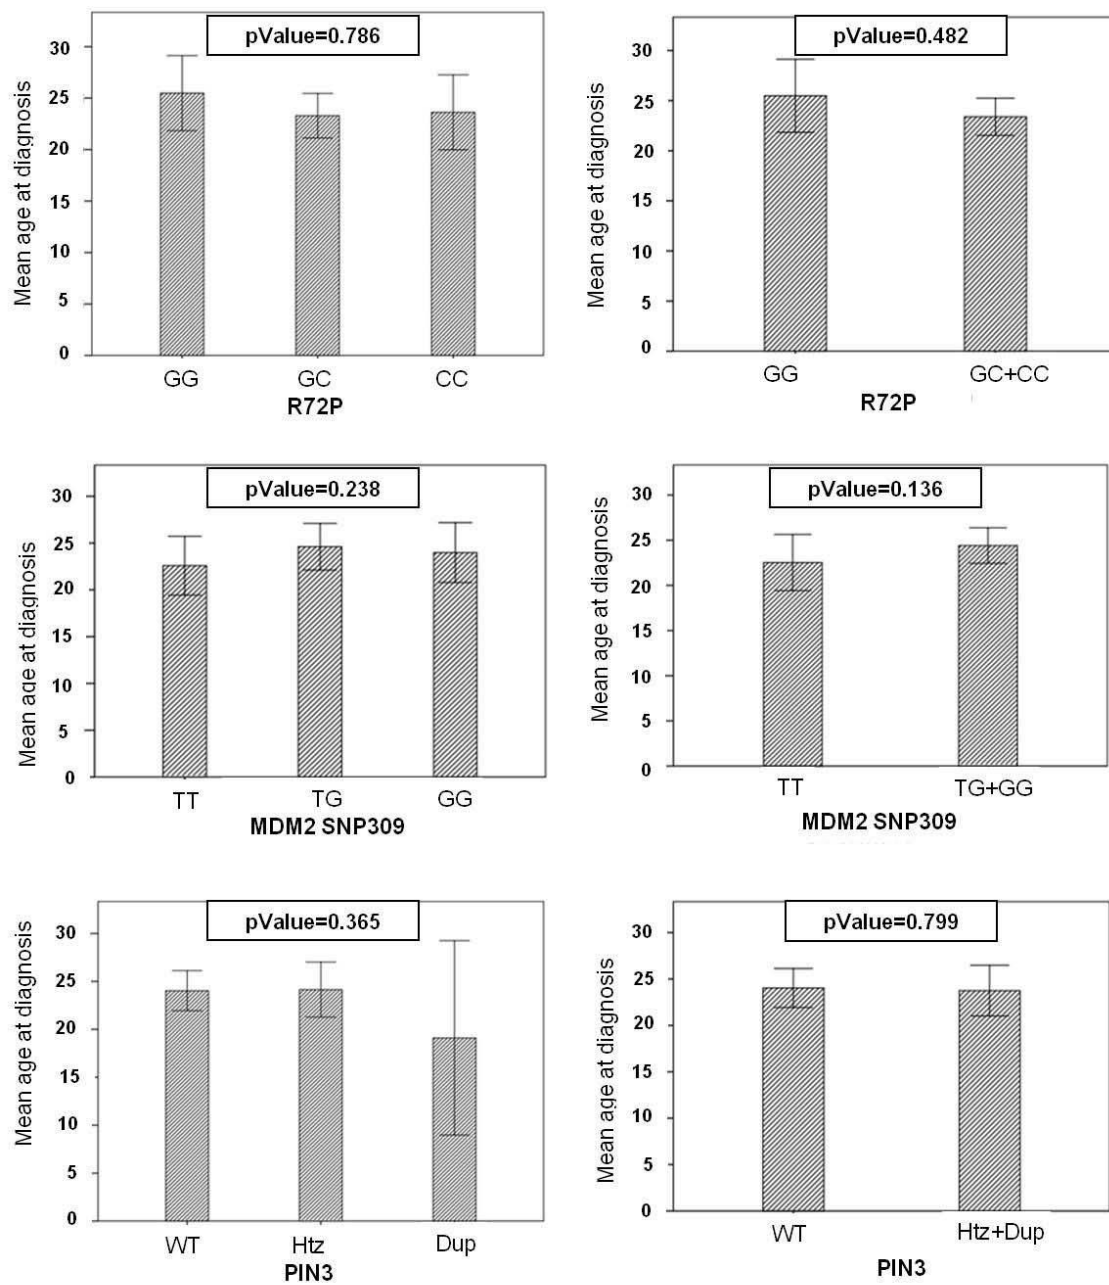 pValue=0.786
Mean age at diagnosis
30
25
20
15
10
5
0
GG GC CC
R72P
pValue=0.482
Mean age at diagnosis
30
25
20
15
10
5
0
GG GC+CC
R72P
pValue=0.238
Mean age at diagnosis
30
25
20
15
10
5
0
TT TG GG
MDM2 SNP309
pValue=0.136
Mean age at diagnosis
30
25
20
15
10
5
0
TT TG+GG
MDM2 SNP309
pValue=0.365
Mean age at diagnosis
30
25
20
15
10
5
0
WT Htz Dup
PIN3
pValue=0.799
Mean age at diagnosis
30
25
20
15
10
5
0
WT Htz+Dup
PIN3